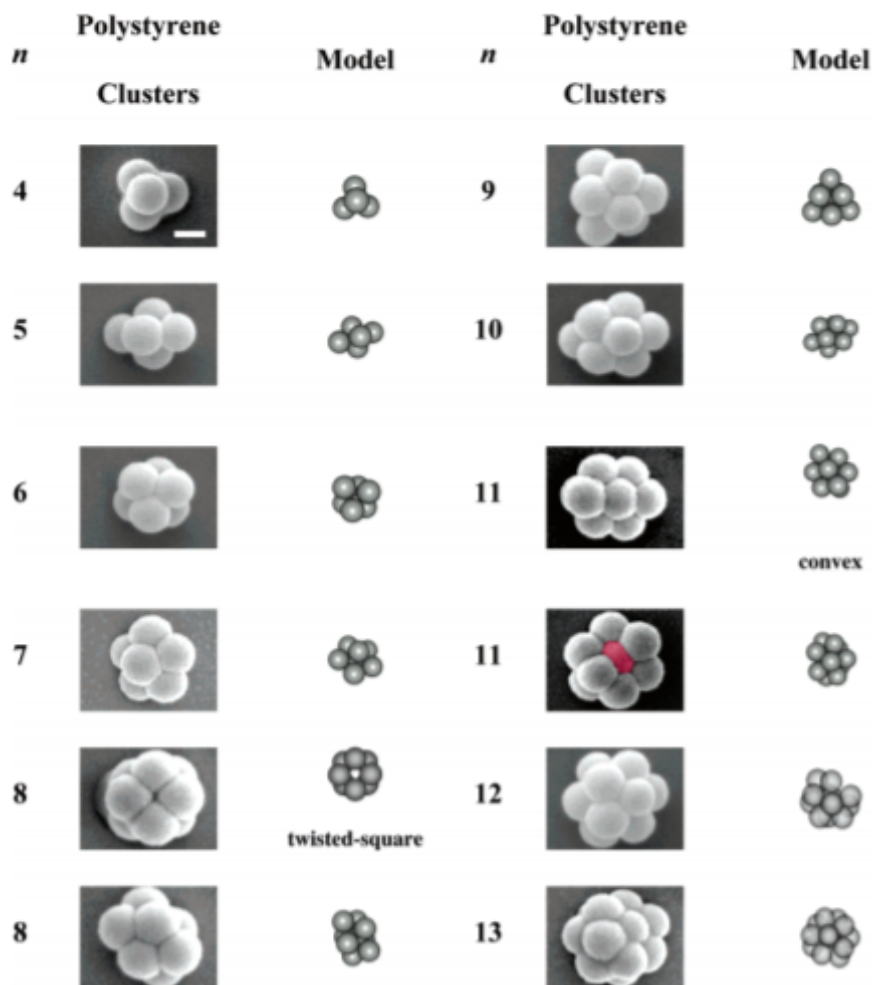 Polystyrene
n
Model
Clusters
4
5
6
7
8
twisted-square
8
Polystyrene
n
Model
Clusters
9
10
11
convex
11
12
13